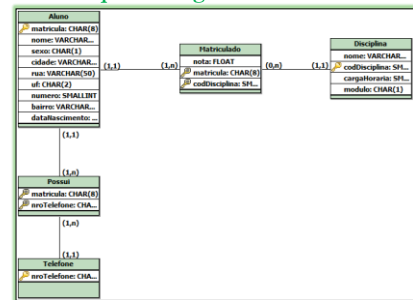 Aluno
matricula: CHAR(8)
nome: VARCHAR...
sexo: CHAR(1)
cidade: VARCHAR...
rua: VARCHAR(50)
uf: CHAR(2)
numero: SMALLINT
bairro: VARCHAR...
dataNascimento: ...
(1,1)
(1,n)
Matriculado
nota: FLOAT
matricula: CHAR(8)
codDisciplina: SM...
(0,n)
(1,1)
Disciplina
nome: VARCHAR...
codDisciplina: SM...
cargaHoraria: SM...
modulo: CHAR(1)
(1,1)
(1,n)
Possui
matricula: CHAR(8)
nroTelefone: CHA...
(1,n)
(1,1)
Telefone
nroTelefone: CHA...